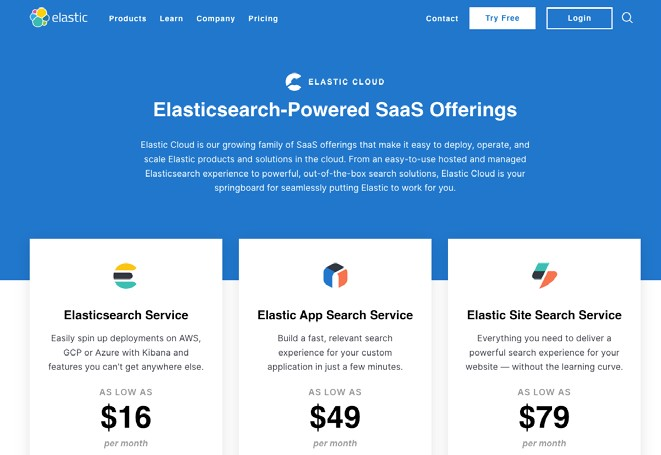 elastic Products Learn Company Pricing Contact Try Free Login
ELASTIC CLOUD
Elasticsearch-Powered SaaS Offerings
Elastic Cloud is our growing family of SaaS offerings that make it easy to deploy, operate, and
scale Elastic products and solutions in the cloud. From an easy-to-use hosted and managed
Elasticsearch experience to powerful, out-of-the-box search solutions, Elastic Cloud is your
springboard for seamlessly putting Elastic to work for you.
Elasticsearch Service
Easily spin up deployments on AWS,
GCP or Azure with Kibana and
features you can't get anywhere else.
AS LOW AS
$16
per month
Elastic App Search Service
Build a fast, relevant search
experience for your custom
application in just a few minutes.
AS LOW AS
$49
per month
Elastic Site Search Service
Everything you need to deliver a
powerful search experience for your
website — without the learning curve.
AS LOW AS
$79
per month